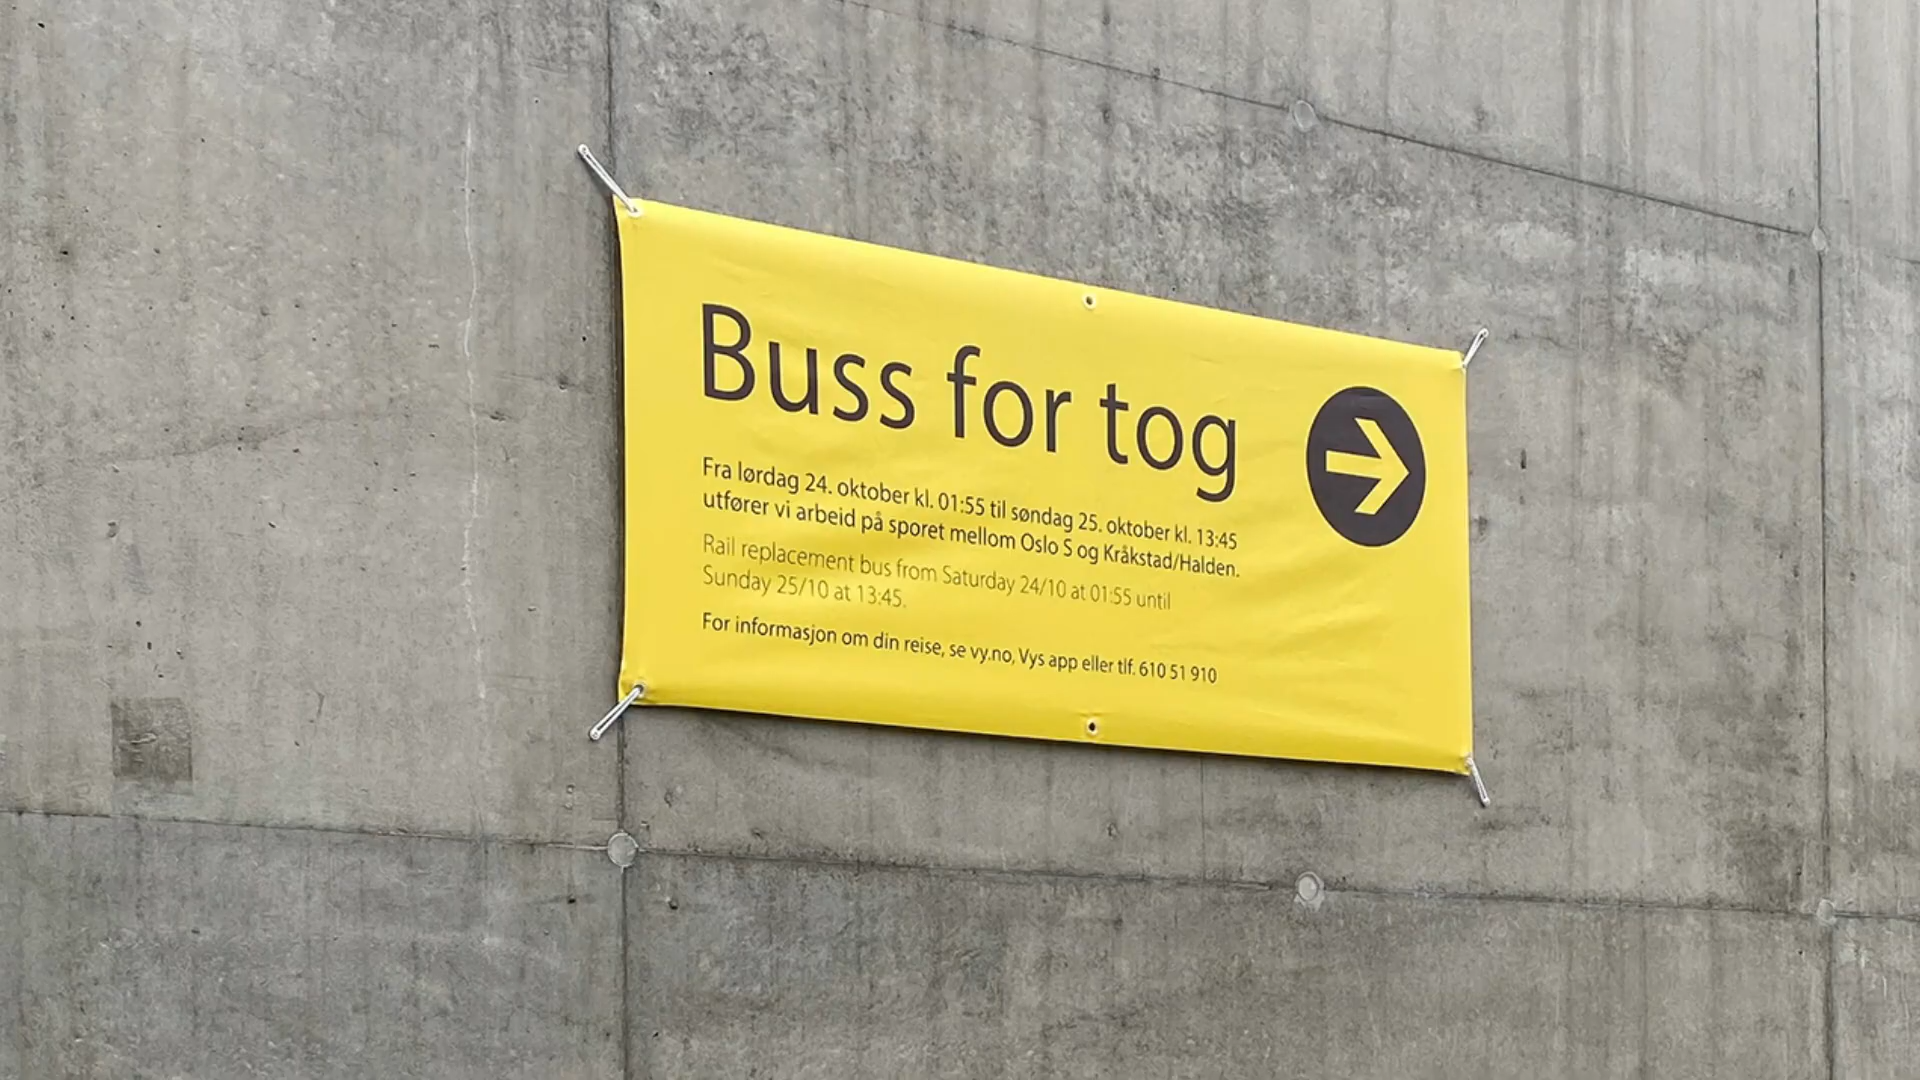 Buss for tog
Fra lørdag 24. oktober kl. 01:55 til søndag 25. oktober kl. 13:45
utfører vi arbeid på sporet mellom Oslo S og Kråkstad/Halden.
Rail replacement bus from Saturday 24/10 at 01:55 until
Sunday 25/10 at 13:45.
For informasjon om din reise, se vy.no, Vys app eller tlf. 610 51 910